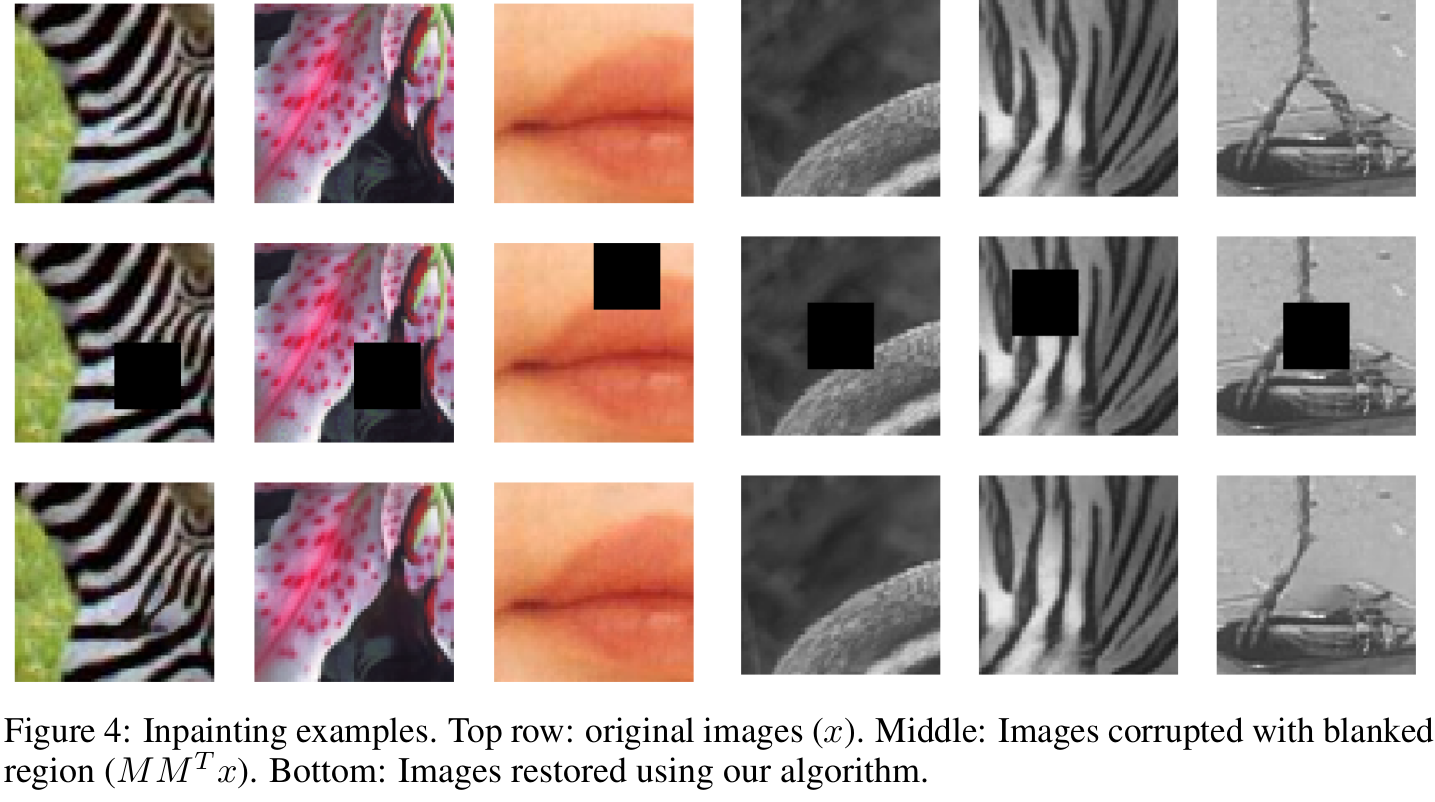 Figure 4: Inpainting examples. Top row: original images (x). Middle: Images corrupted with blanked
region (MMᵀx). Bottom: Images restored using our algorithm.